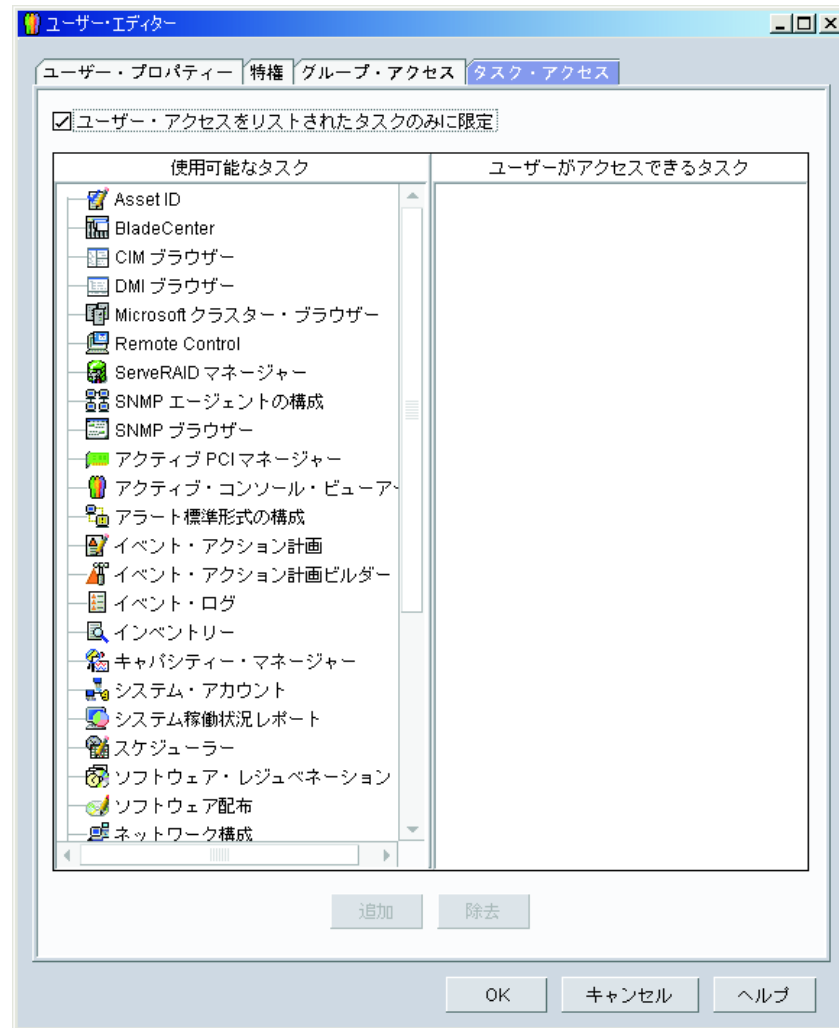 ユーザー・エディター
ユーザー・プロパティー 特権 グループ・アクセス タスク・アクセス
ユーザー・アクセスをリストされたタスクのみに限定
使用可能なタスク ユーザーがアクセスできるタスク
Asset ID
BladeCenter
CIM ブラウザー
DMI ブラウザー
Microsoft クラスター・ブラウザー
Remote Control
ServeRAID マネージャー
SNMP エージェントの構成
SNMP ブラウザー
アクティブ PCI マネージャー
アクティブ・コンソール・ビューアー
アラート標準形式の構成
イベント・アクション計画
イベント・アクション計画ビルダー
イベント・ログ
インベントリー
キャパシティー・マネージャー
システム・アカウント
システム稼働状況レポート
スケジューラー
ソフトウェア・レジュベネーション
ソフトウェア配布
ネットワーク構成
追加 除去
OK キャンセル ヘルプ